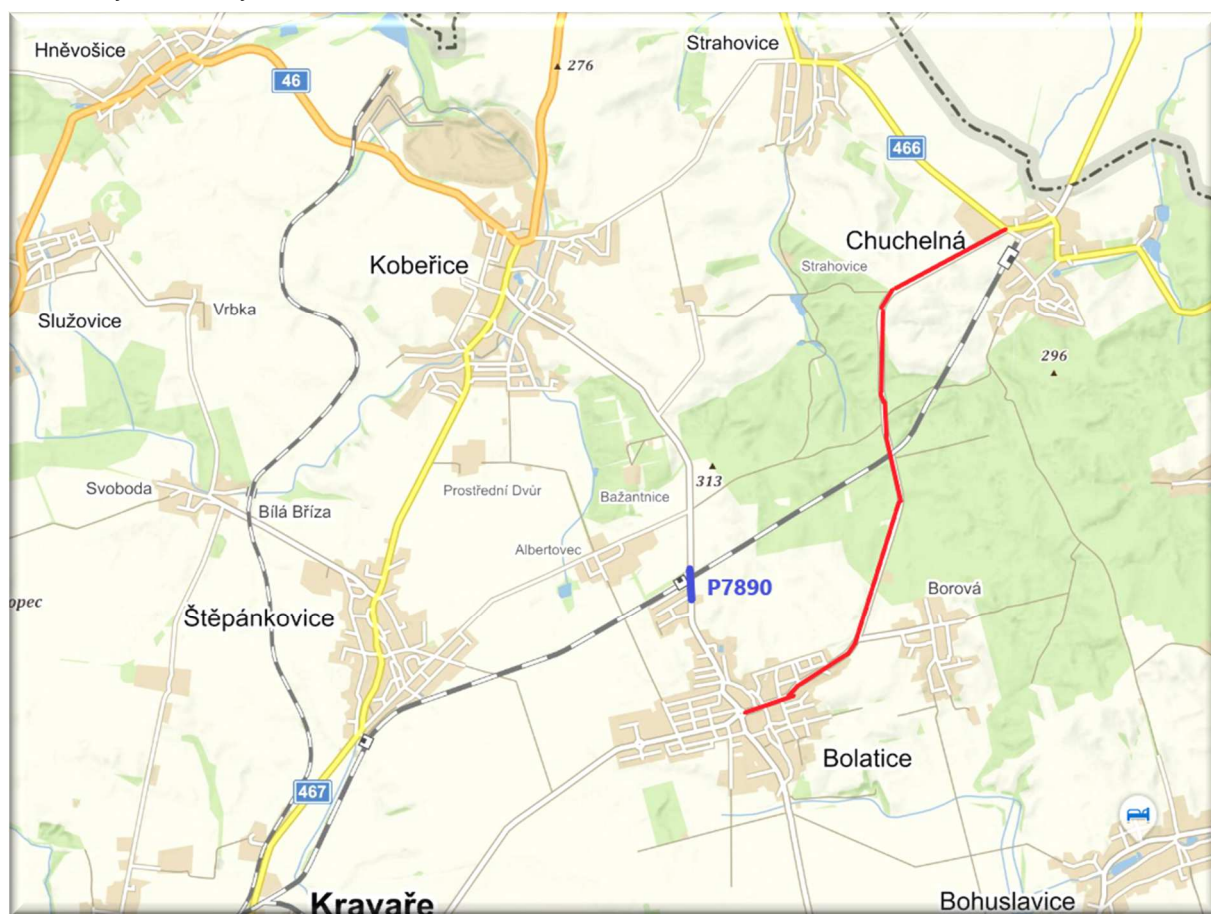 Hněvošice
46
276
Strahovice
466
Chuchelná
Kobeřice
Strahovice
Vrbka
Služovice
296
313
Svoboda
Prostřední Dvůr
Bažantnice
Bílá Bříza
Albertovec
opec
P7890
Borová
Štěpánkovice
Bolatice
467
Kravaře
Bohuslavice